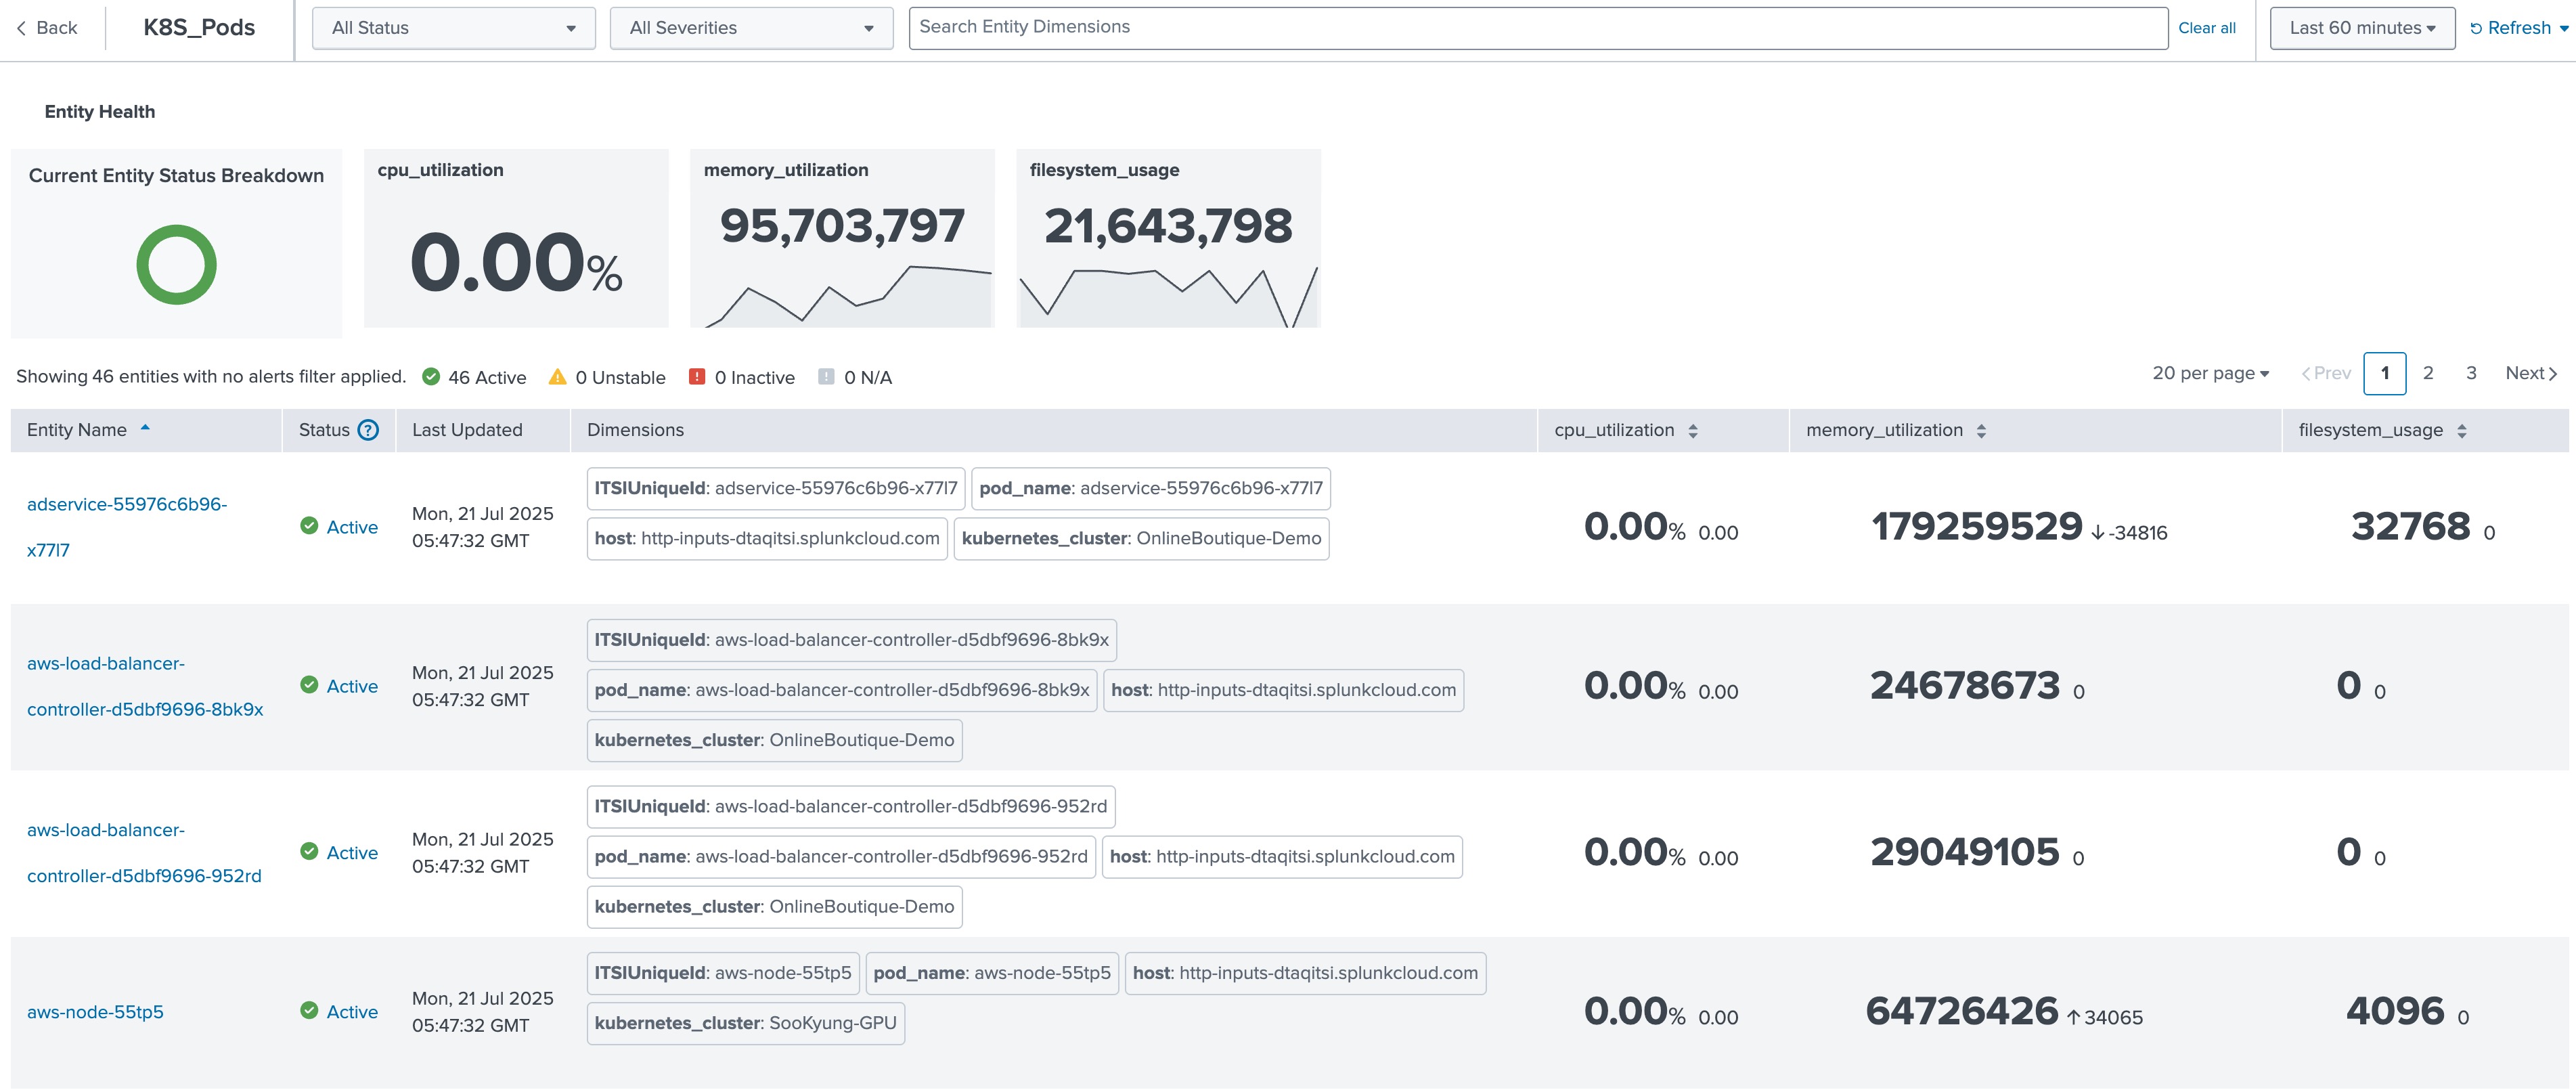 Back
K8S_Pods
All Status
All Severities
Search Entity Dimensions
Clear all
Last 60 minutes
Refresh
Entity Health
Current Entity Status Breakdown
cpu_utilization
0.00%
memory_utilization
95,703,797
filesystem_usage
21,643,798
Showing 46 entities with no alerts filter applied. 46 Active 0 Unstable 0 Inactive 0 N/A
20 per page Prev 1 2 3 Next
Entity Name Status ? Last Updated Dimensions cpu_utilization memory_utilization filesystem_usage
adservice-55976c6b96-
x77l7
Active
Mon, 21 Jul 2025
05:47:32 GMT
ITSIUniqueId: adservice-55976c6b96-x77l7 pod_name: adservice-55976c6b96-x77l7
host: http-inputs-dtaqitsi.splunkcloud.com kubernetes_cluster: OnlineBoutique-Demo
0.00% 0.00
179259529 ↓-34816
32768 0
aws-load-balancer-
controller-d5dbf9696-8bk9x
Active
Mon, 21 Jul 2025
05:47:32 GMT
ITSIUniqueId: aws-load-balancer-controller-d5dbf9696-8bk9x
pod_name: aws-load-balancer-controller-d5dbf9696-8bk9x host: http-inputs-dtaqitsi.splunkcloud.com
kubernetes_cluster: OnlineBoutique-Demo
0.00% 0.00
24678673 0
0 0
aws-load-balancer-
controller-d5dbf9696-952rd
Active
Mon, 21 Jul 2025
05:47:32 GMT
ITSIUniqueId: aws-load-balancer-controller-d5dbf9696-952rd
pod_name: aws-load-balancer-controller-d5dbf9696-952rd host: http-inputs-dtaqitsi.splunkcloud.com
kubernetes_cluster: OnlineBoutique-Demo
0.00% 0.00
29049105 0
0 0
aws-node-55tp5
Active
Mon, 21 Jul 2025
05:47:32 GMT
ITSIUniqueId: aws-node-55tp5 pod_name: aws-node-55tp5 host: http-inputs-dtaqitsi.splunkcloud.com
kubernetes_cluster: SooKyung-GPU
0.00% 0.00
64726426 ↑34065
4096 0